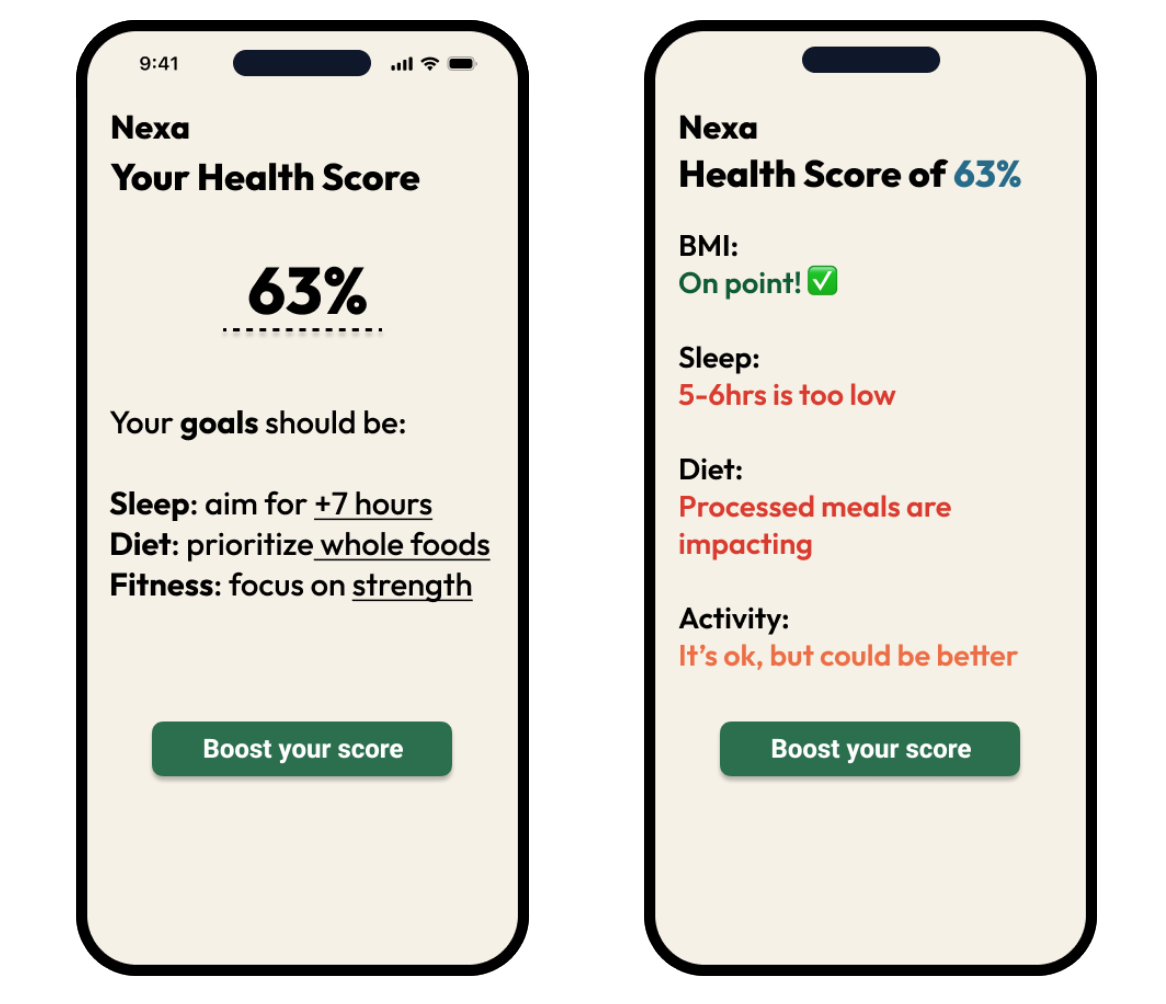 9:41
Nexa
Your Health Score
63%
Your goals should be:
Sleep: aim for +7 hours
Diet: prioritize whole foods
Fitness: focus on strength
Boost your score
Nexa
Health Score of 63%
BMI:
On point! ✅
Sleep:
5-6hrs is too low
Diet:
Processed meals are
impacting
Activity:
It's ok, but could be better
Boost your score